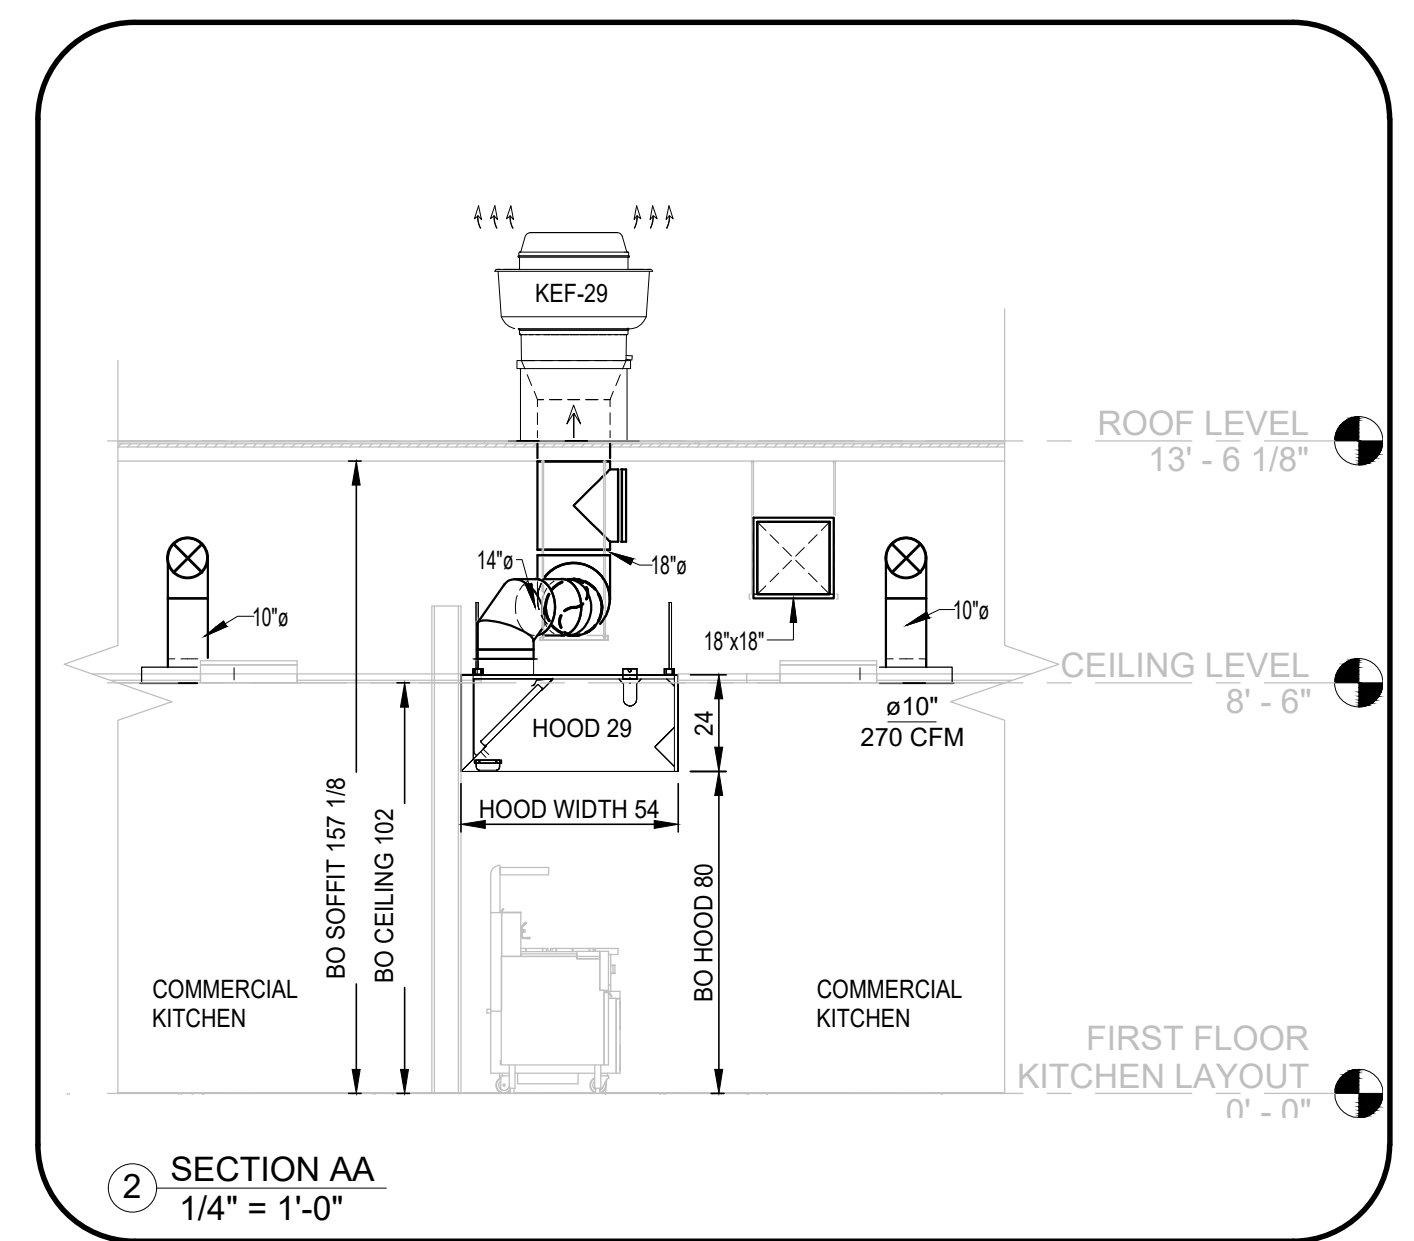 KEF-29
ROOF LEVEL
13' - 6 1/8"
14"ø
18"ø
10"ø
18"x18"
10"ø
CEILING LEVEL
8' - 6"
ø10"
270 CFM
HOOD 29
24
HOOD WIDTH 54
BO SOFFIT 157 1/8
BO CEILING 102
BO HOOD 80
COMMERCIAL
KITCHEN
COMMERCIAL
KITCHEN
FIRST FLOOR
KITCHEN LAYOUT
0' - 0"
2
SECTION AA
1/4" = 1'-0"